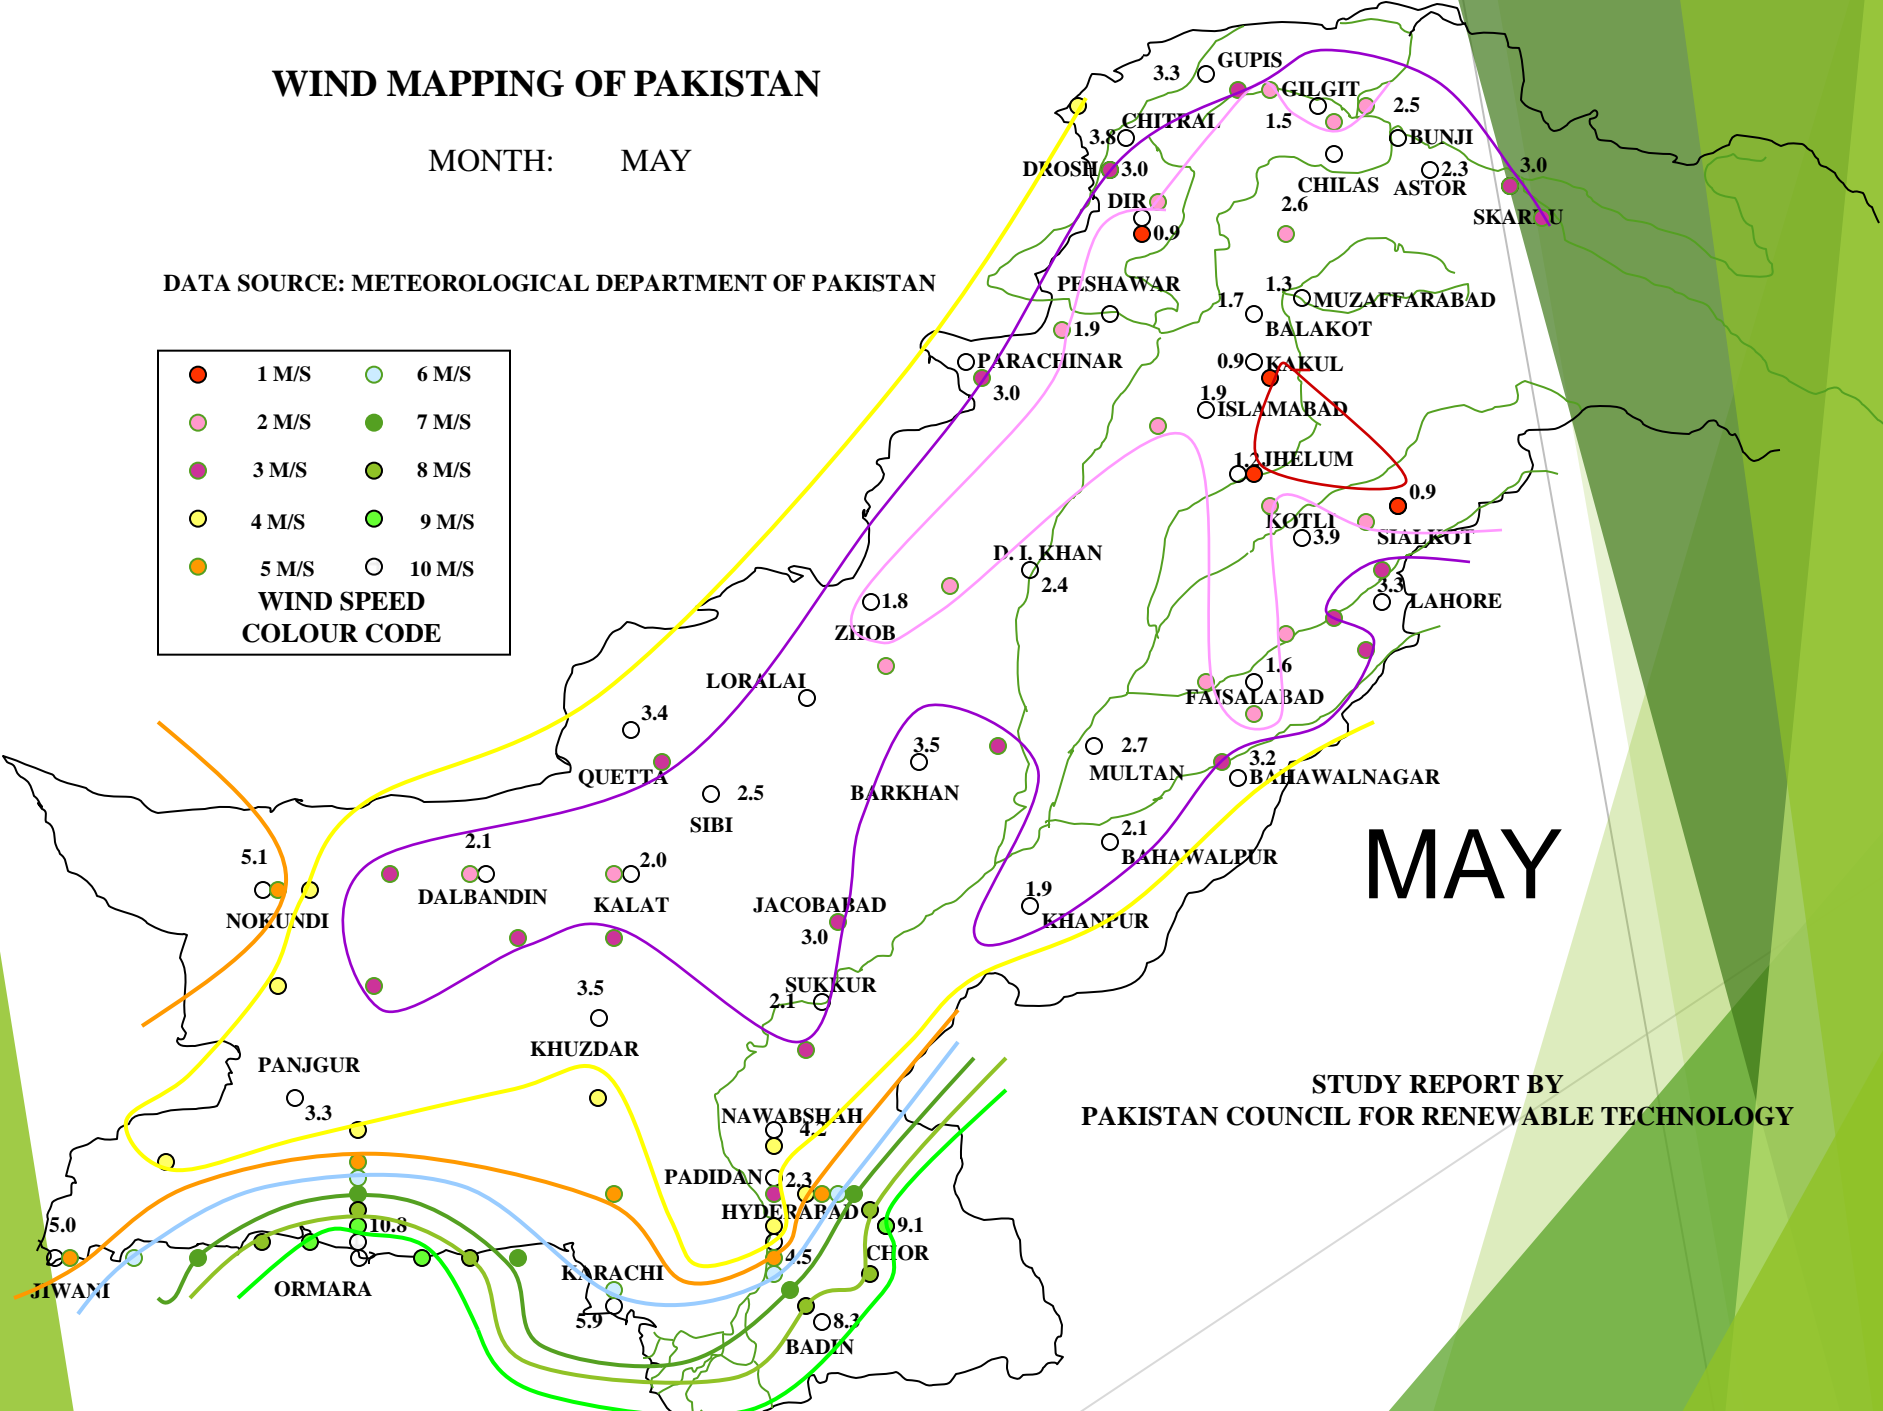 WIND MAPPING OF PAKISTAN
MONTH: MAY
DATA SOURCE: METEOROLOGICAL DEPARTMENT OF PAKISTAN
1 M/S 6 M/S
2 M/S 7 M/S
3 M/S 8 M/S
4 M/S 9 M/S
5 M/S 10 M/S
WIND SPEED
COLOUR CODE
GUPIS
3.3
GILGIT
1.5
2.5
CHITRAL
3.8
BUNJI
DROSH
3.0
CHILAS
2.6
ASTOR
2.3
3.0
SKARDU
DIR
0.9
PESHAWAR
1.9
1.3
MUZAFFARABAD
1.7
BALAKOT
PARACHINAR
3.0
0.9
KAKUL
1.9
ISLAMABAD
1.2
JHELUM
0.9
SIALKOT
KOTLI
3.9
D. I. KHAN
2.4
3.3
LAHORE
1.8
ZHOB
1.6
FAISALABAD
LORALAI
3.4
QUETTA
2.5
SIBI
3.5
BARKHAN
2.7
MULTAN
3.2
BAHAWALNAGAR
2.1
BAHAWALPUR
1.9
KHANPUR
MAY
5.1
NOKUNDI
2.1
DALBANDIN
2.0
KALAT
JACOBABAD
3.0
SUKKUR
2.1
3.5
KHUZDAR
PANJGUR
3.3
NAWABSHAH
4.2
PADIDAN
2.3
HYDERABAD
4.5
9.1
CHOR
5.0
JIWANI
10.8
ORMARA
KARACHI
5.9
8.3
BADIN
STUDY REPORT BY
PAKISTAN COUNCIL FOR RENEWABLE TECHNOLOGY